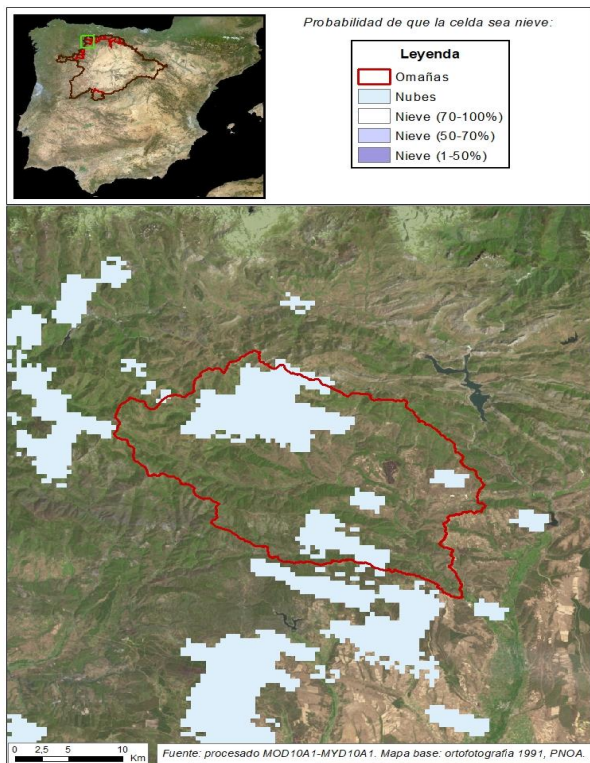 Probabilidad de que la celda sea nieve:
Leyenda
Omañas
Nubes
Nieve (70-100%)
Nieve (50-70%)
Nieve (1-50%)
0 2,5 5 10
Km
Fuente: procesado MOD10A1-MYD10A1. Mapa base: ortofotografía 1991, PNOA.